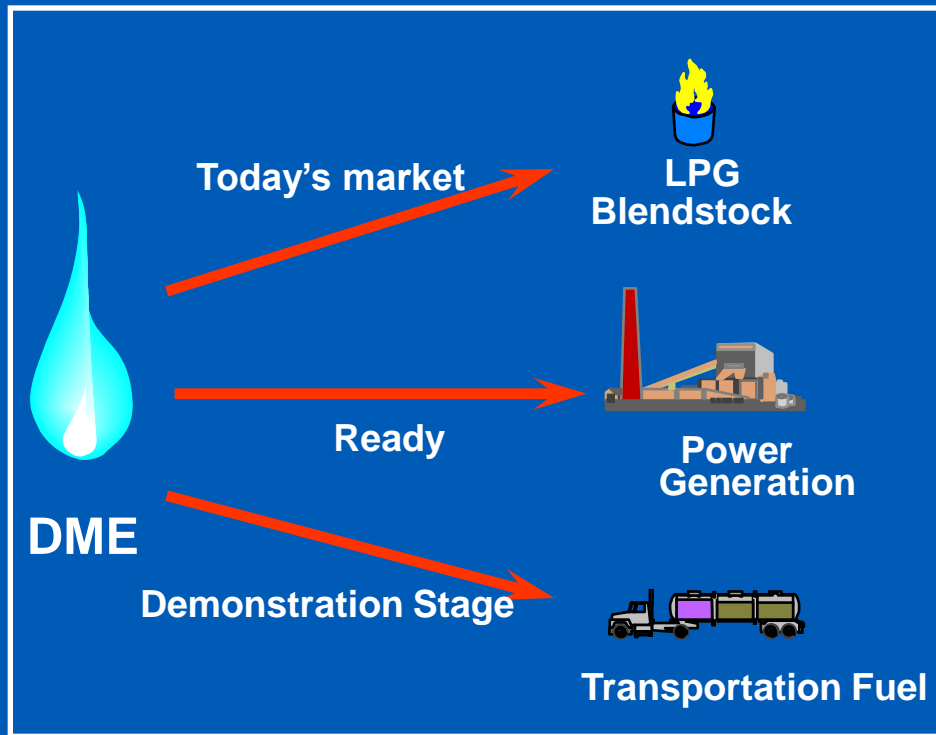 Today's market
LPG
Blendstock
Ready
Power
Generation
DME
Demonstration Stage
Transportation Fuel